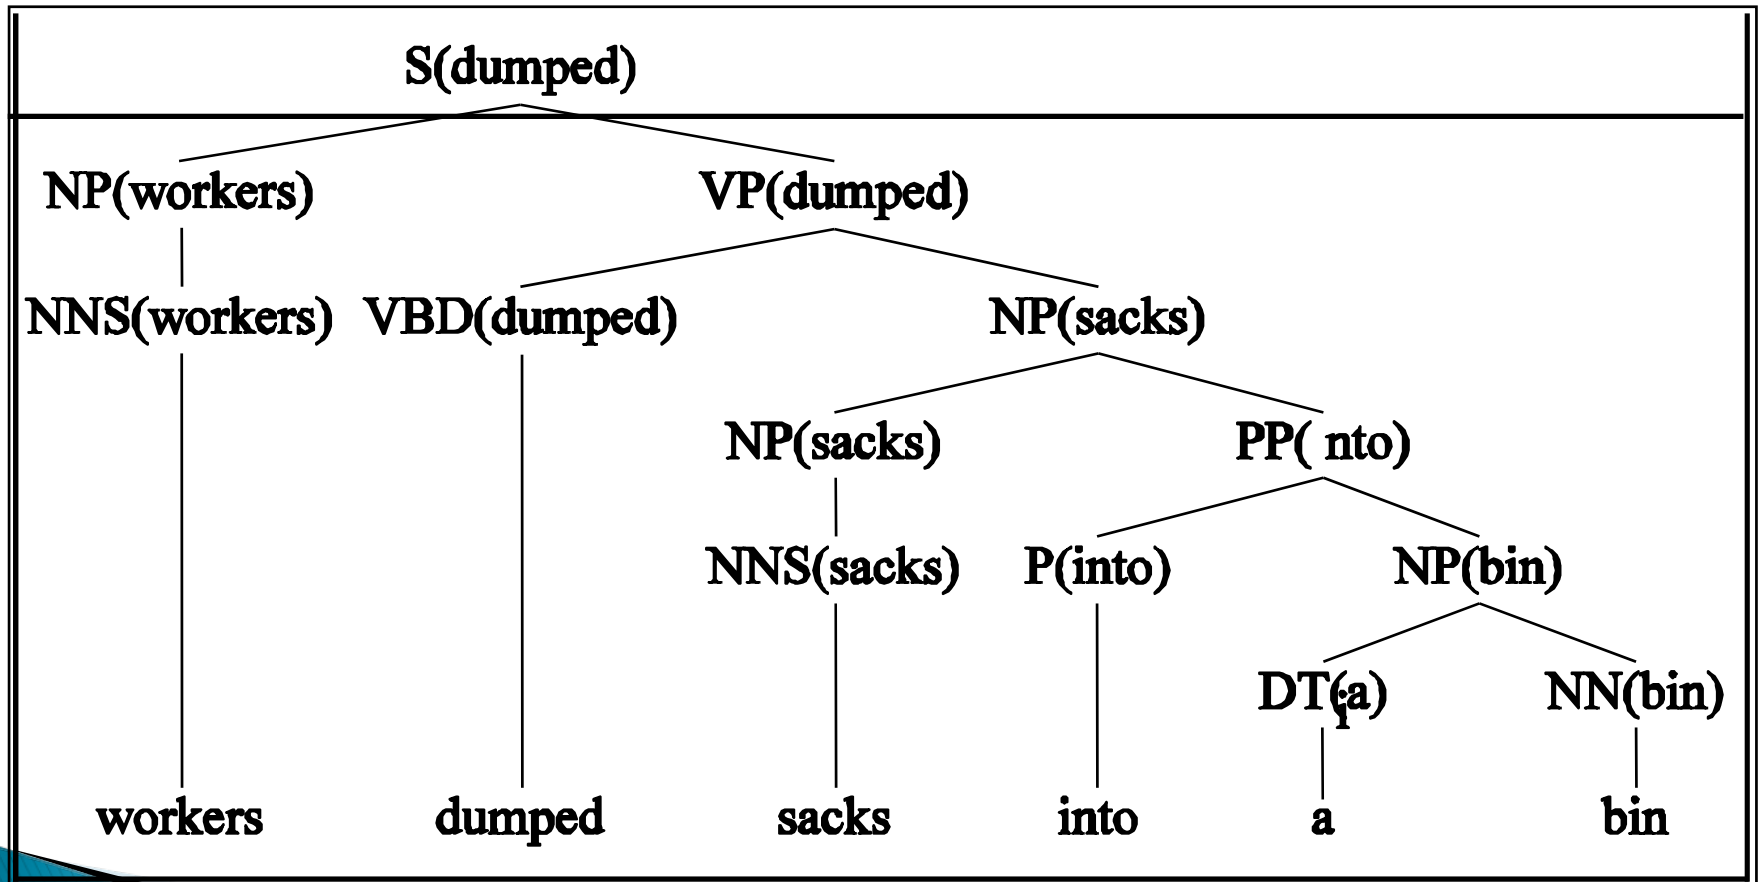 S(dumped)
NP(workers) VP(dumped)
NNS(workers) VBD(dumped) NP(sacks)
NP(sacks) PP( nto)
NNS(sacks) P(into) NP(bin)
DT(a) NN(bin)
i
workers dumped sacks into a bin